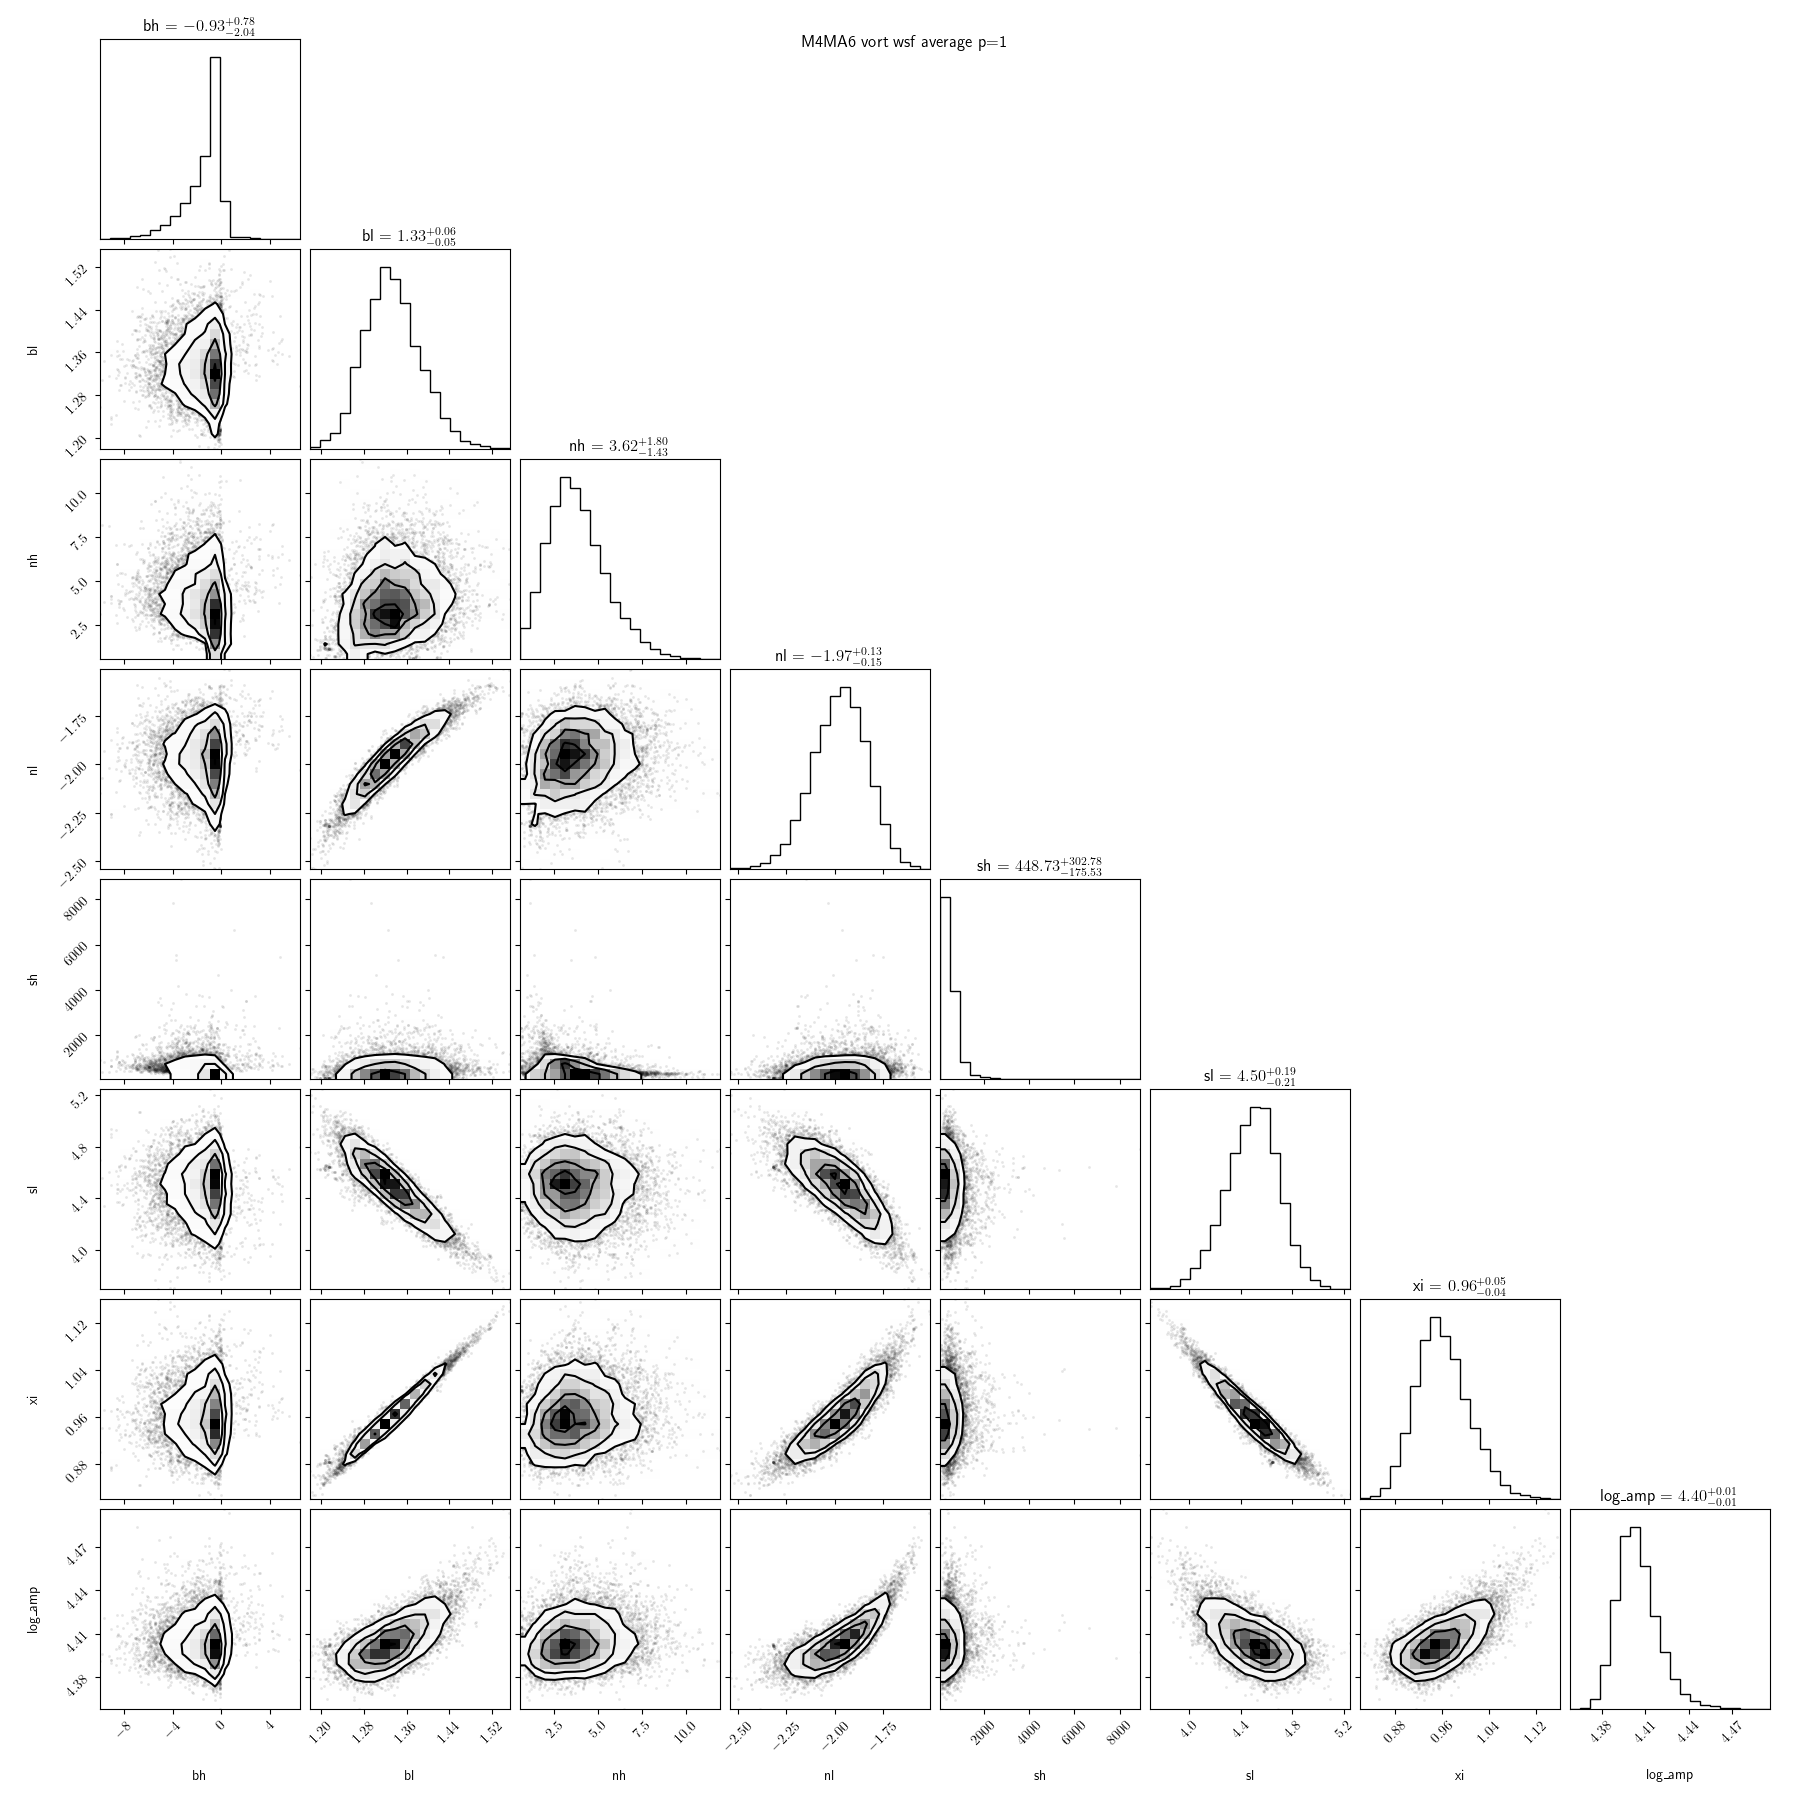 M4MA6 vort wsf average p=1
bh = −0.93 +0.78 −2.04
bl = 1.33 +0.06 −0.05
1.52
1.44
1.36
1.28
1.20
bl
nh = 3.62 +1.80 −1.43
10.0
7.5
5.0
2.5
nh
nl = −1.97 +0.13 −0.15
−1.75
−2.00
−2.25
−2.50
nl
sh = 448.73 +302.78 −175.53
8000
6000
4000
2000
sh
sl = 4.50 +0.19 −0.21
5.2
4.8
4.4
4.0
sl
xi = 0.96 +0.05 −0.04
1.12
1.04
0.96
0.88
xi
log_amp = 4.40 +0.01 −0.01
4.47
4.44
4.41
4.38
log_amp
−8 −4 0 4 1.20 1.28 1.36 1.44 1.52 2.5 5.0 7.5 10.0 −2.50 −2.25 −2.00 −1.75 2000 4000 6000 8000 4.0 4.4 4.8 5.2 0.88 0.96 1.04 1.12 4.38 4.41 4.44 4.47
bh bl nh nl sh sl xi log_amp